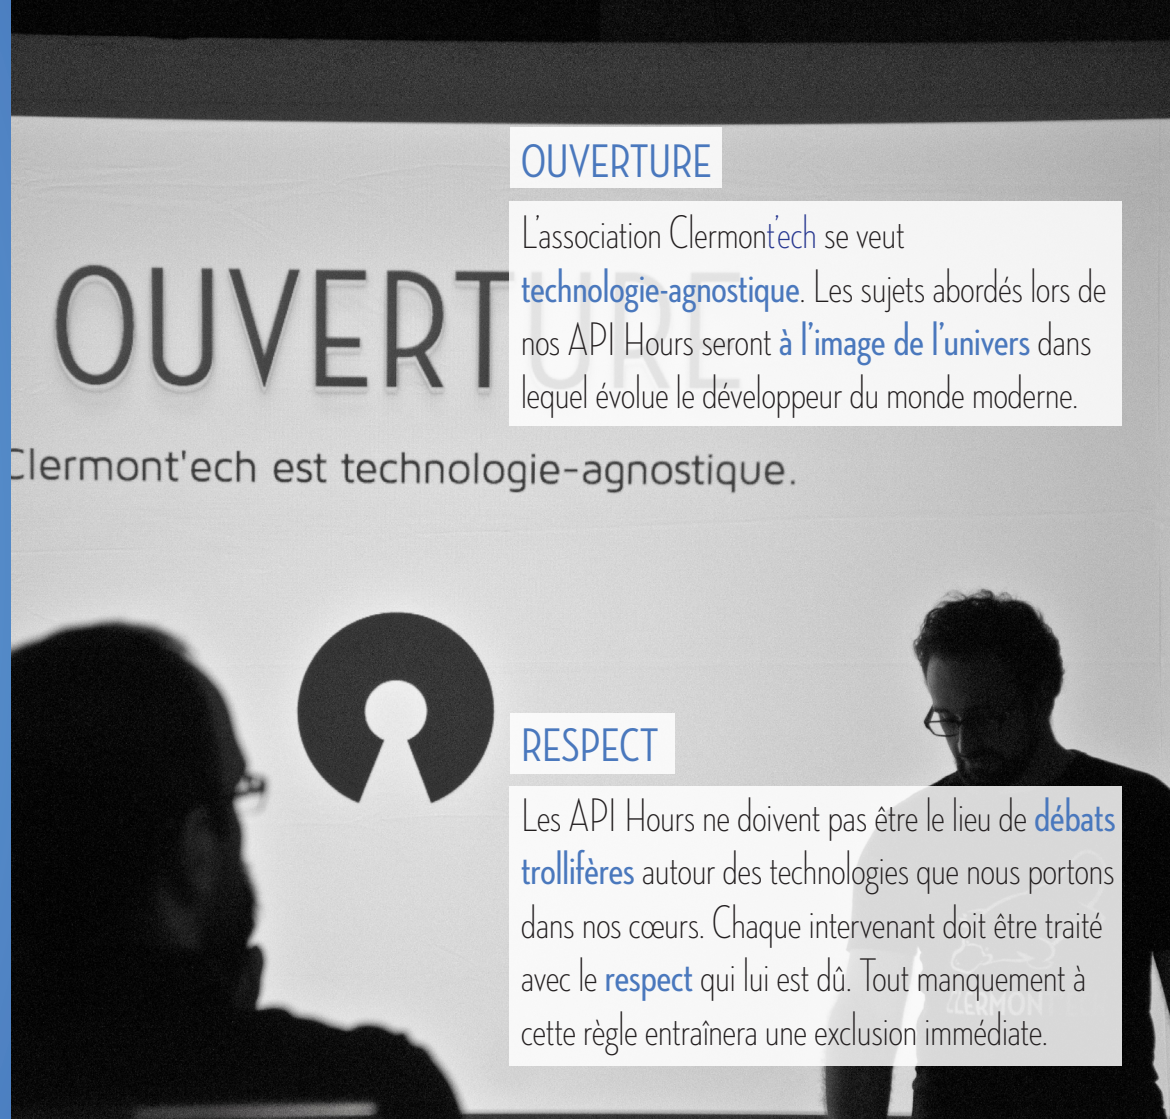 OUVERTURE
L'association Clermont'ech se veut
technologie-agnostique. Les sujets abordés lors de
nos API Hours seront à l'image de l'univers dans
lequel évolue le développeur du monde moderne.
OUVERTURE
Clermont'ech est technologie-agnostique.
RESPECT
Les API Hours ne doivent pas être le lieu de débats
trollifères autour des technologies que nous portons
dans nos cœurs. Chaque intervenant doit être traité
avec le respect qui lui est dû. Tout manquement à
cette règle entraînera une exclusion immédiate.
CLERMON